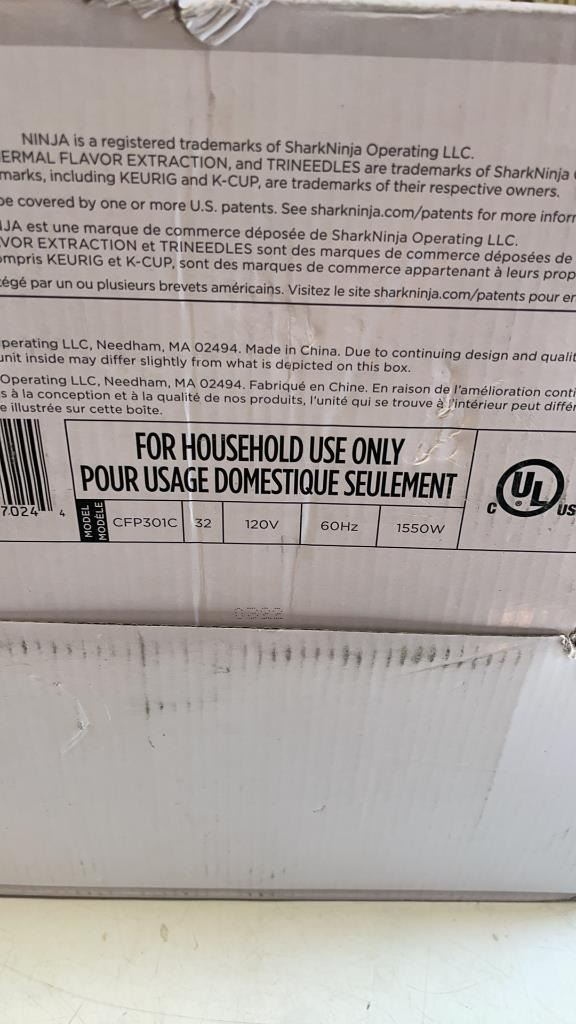 NINJA is a registered trademarks of SharkNinja Operating LLC.
ERMAL FLAVOR EXTRACTION, and TRINEEDLES are trademarks of SharkNinja
marks, including KEURIG and K-CUP, are trademarks of their respective owners.
be covered by one or more U.S. patents. See sharkninja.com/patents for more inforr
JA est une marque de commerce déposée de SharkNinja Operating LLC.
VOR EXTRACTION et TRINEEDLES sont des marques de commerce déposées de
ompris KEURIG et K-CUP, sont des marques de commerce appartenant à leurs prop
égé par un ou plusieurs brevets américains. Visitez le site sharkninja.com/patents pour er
perating LLC, Needham, MA 02494. Made in China. Due to continuing design and qualit
unit inside may differ slightly from what is depicted on this box.
Operating LLC, Needham, MA 02494. Fabriqué en Chine. En raison de l'amélioration conti
s à la conception et à la qualité de nos produits, l'unité qui se trouve à l'intérieur peut différ
e illustrée sur cette boîte.
FOR HOUSEHOLD USE ONLY
POUR USAGE DOMESTIQUE SEULEMENT
C UL US
7024 4
MODEL
MODÈLE
CFP301C 32 120V 60Hz 1550W